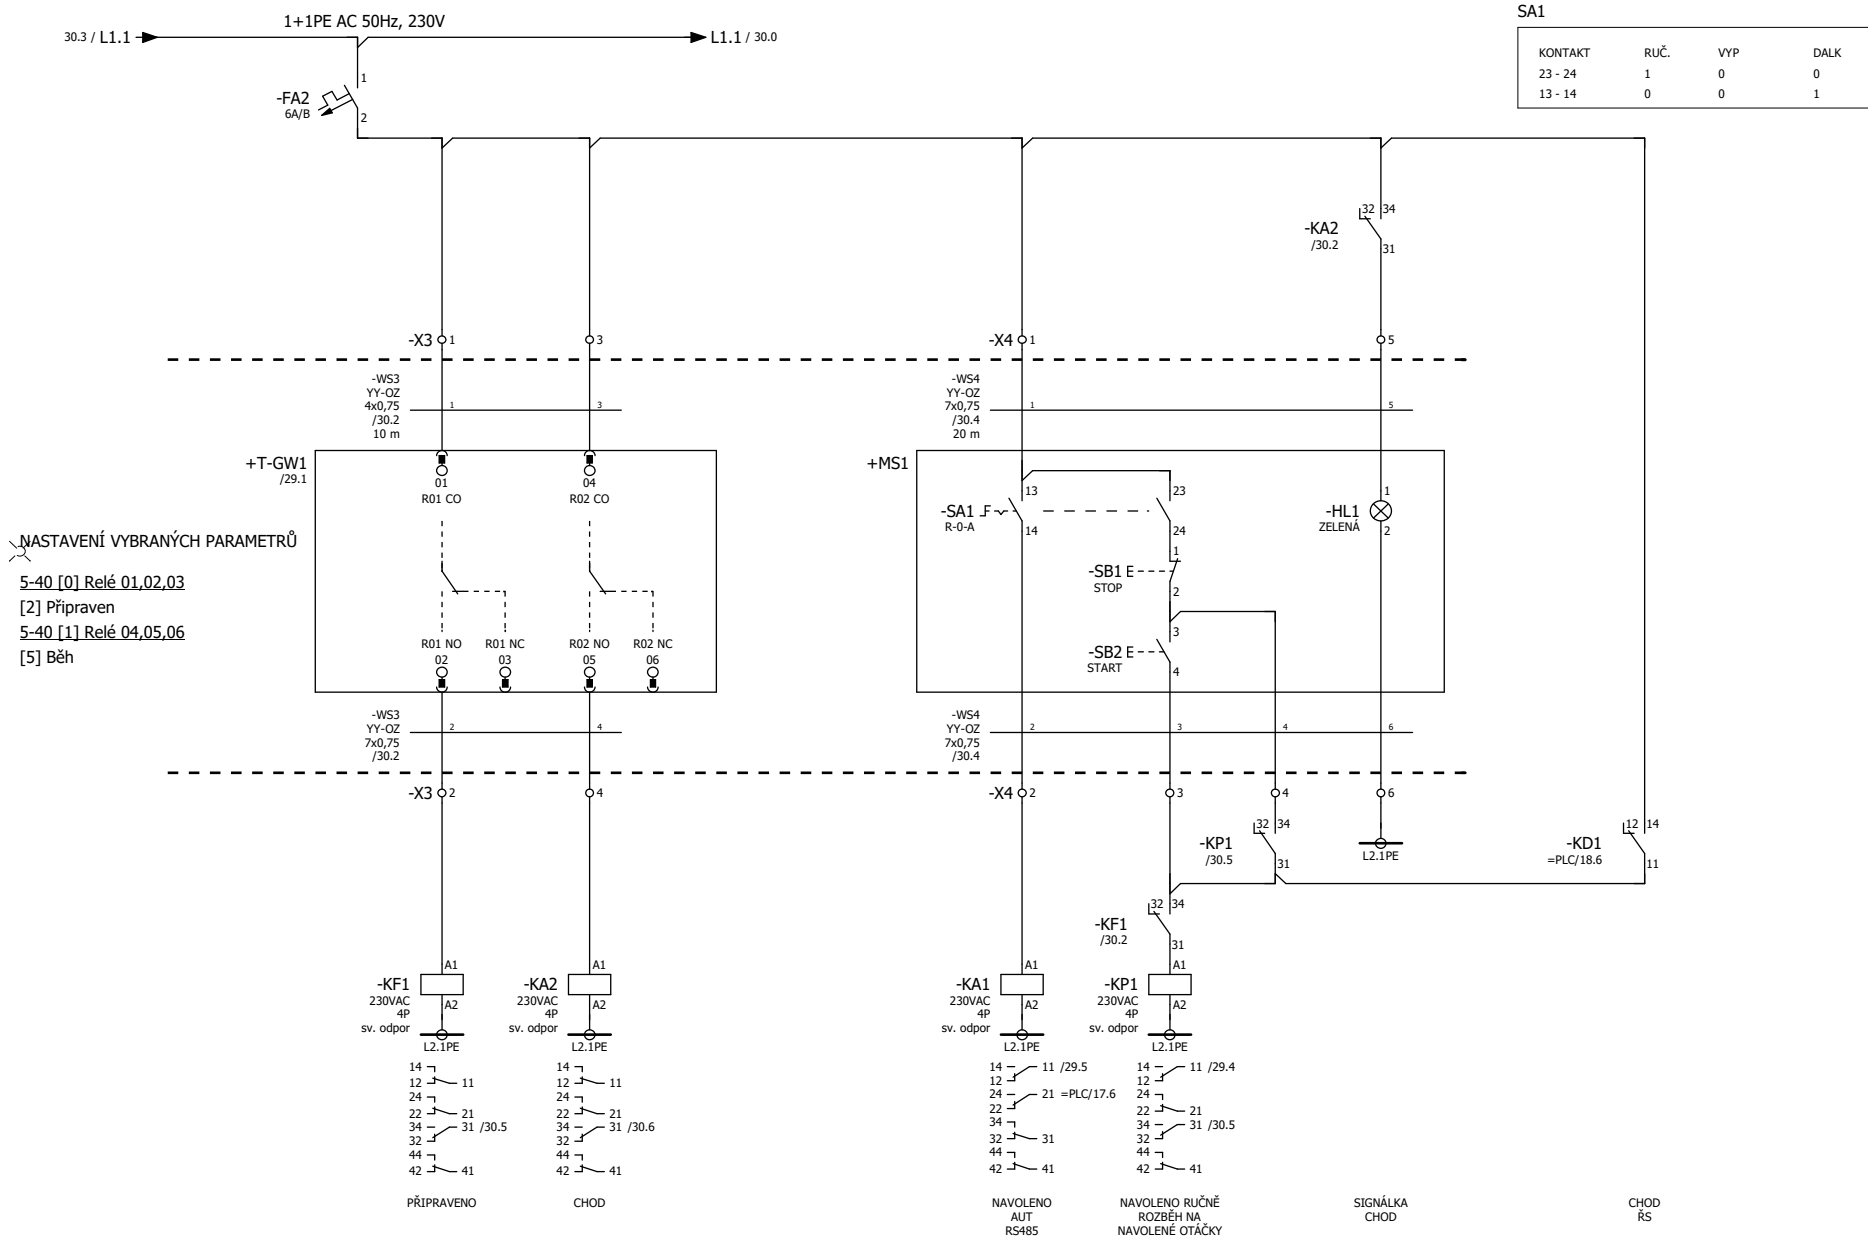 1+1PE AC 50Hz, 230V
30.3 / L1.1
L1.1 / 30.0
SA1
KONTAKT RUČ. VYP DALK
23 - 24 1 0 0
13 - 14 0 0 1
1
-FA2
6A/B
2
32 34
-KA2
/30.2
31
-X3 1 3
-X4 1 5
-WS3
YY-OZ
4x0,75
/30.2
10 m
1 3
-WS4
YY-OZ
7x0,75
/30.4
20 m
1 5
+T-GW1
/29.1
01
R01 CO
04
R02 CO
R01 NO
02
R01 NC
03
R02 NO
05
R02 NC
06
+MS1
13
-SA1
R-0-A
14
23
24
1
-SB1
STOP
2
3
-SB2
START
4
1
-HL1
ZELENÁ
2
NASTAVENÍ VYBRANÝCH PARAMETRŮ
5-40 [0] Relé 01,02,03
[2] Připraven
5-40 [1] Relé 04,05,06
[5] Běh
-WS3
YY-OZ
7x0,75
/30.2
2 4
-WS4
YY-OZ
7x0,75
/30.4
2 3 4 6
-X3 2 4
-X4 2 3 4 6
32 34
-KP1
/30.5
31
L2.1PE
12 14
-KD1
=PLC/18.6
11
32 34
-KF1
/30.2
31
A1
-KF1
230VAC
4P
sv. odpor
A2
L2.1PE
A1
-KA2
230VAC
4P
sv. odpor
A2
L2.1PE
A1
-KA1
230VAC
4P
sv. odpor
A2
L2.1PE
A1
-KP1
230VAC
4P
sv. odpor
A2
L2.1PE
14
12 11
24
22 21
34 31 /30.5
32
44
42 41
14
12 11
24
22 21
34 31 /30.6
32
44
42 41
14 11 /29.5
12
24 21 =PLC/17.6
22
34
32 31
44
42 41
14 11 /29.4
12
24
22 21
34 31 /30.5
32
44
42 41
PŘIPRAVENO
CHOD
NAVOLENO
AUT
RS485
NAVOLENO RUČNĚ
ROZBĚH NA
NAVOLENÉ OTÁČKY
SIGNÁLKA
CHOD
CHOD
ŘS